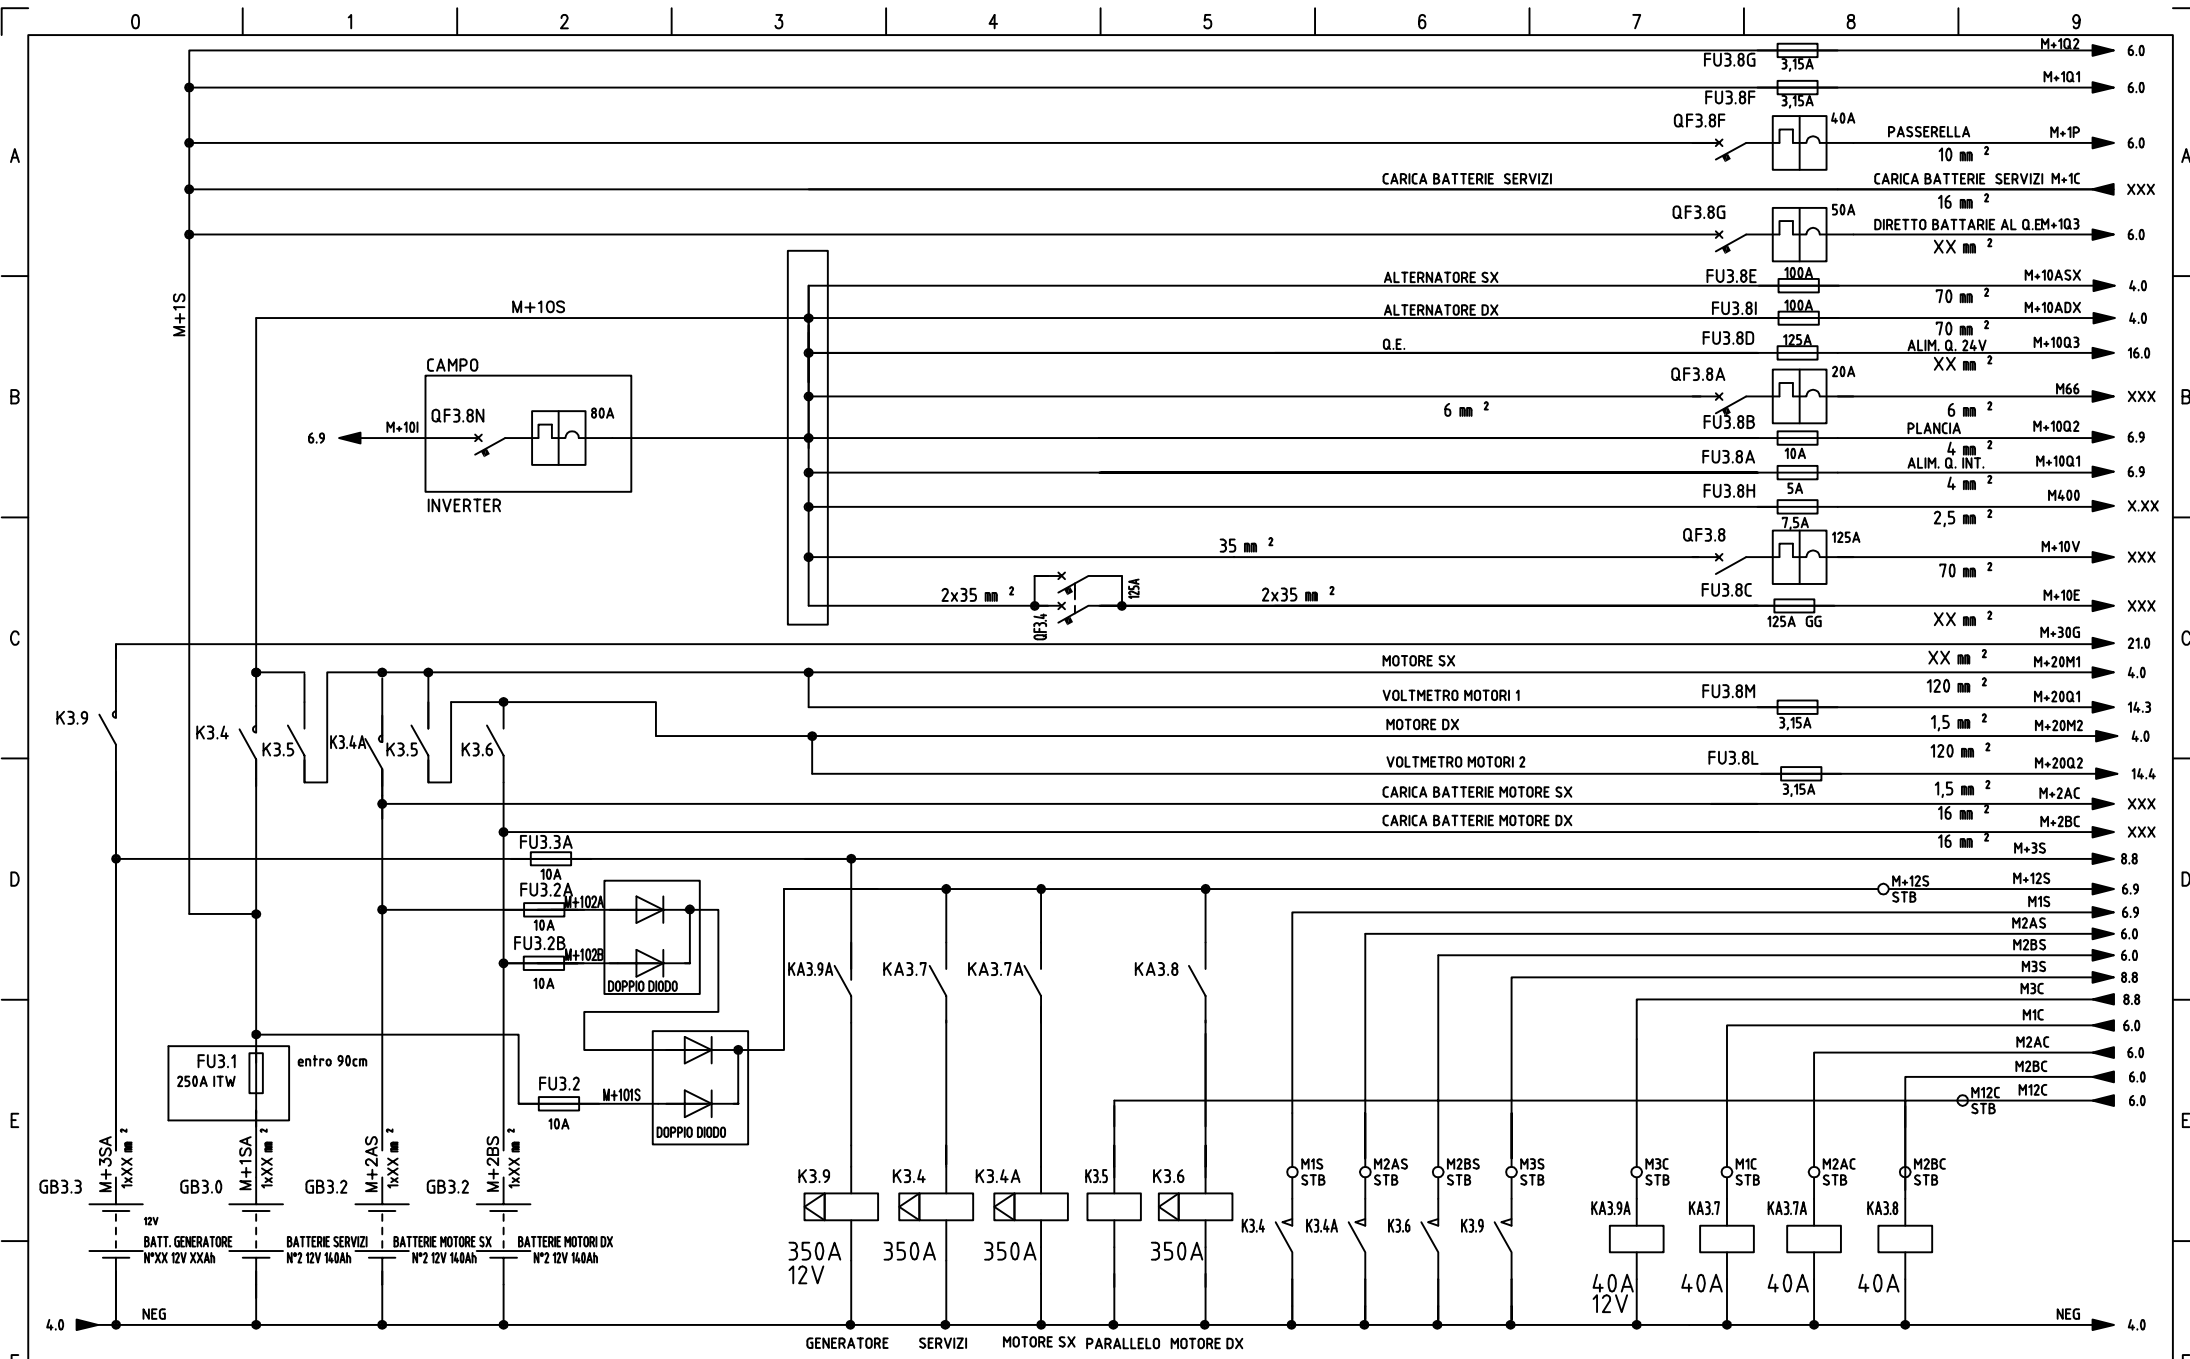 0 1 2 3 4 5 6 7 8 9
M+1Q2 6.0
FU3.8G 3,15A
M+1Q1 6.0
FU3.8F 3,15A
QF3.8F 40A PASSERELLA M+1P 6.0
10 mm 2
A A
CARICA BATTERIE SERVIZI CARICA BATTERIE SERVIZI M+1C XXX
16 mm 2
QF3.8G 50A DIRETTO BATTARIE AL Q.E. M+1Q3 6.0
XX mm 2
M+1S
ALTERNATORE SX FU3.8E 100A M+10ASX 4.0
70 mm 2
M+10S
ALTERNATORE DX FU3.8I 100A M+10ADX 4.0
70 mm 2
Q.E. FU3.8D 125A ALIM. Q. 24V M+10Q3 16.0
XX mm 2
CAMPO
QF3.8A 20A M66 XXX
B B
6 mm 2 6 mm 2
6.9 M+10I QF3.8N 80A
INVERTER
FU3.8B 10A PLANCIA M+10Q2 6.9
4 mm 2
FU3.8A 5A ALIM. Q. INT. M+10Q1 6.9
4 mm 2
FU3.8H 7,5A M400 X.XX
2,5 mm 2
35 mm 2 QF3.8 125A M+10V XXX
70 mm 2
2x35 mm 2 QF3.4 125A 2x35 mm 2 FU3.8C 125A GG M+10E XXX
XX mm 2
C C
M+30G 21.0
XX mm 2
MOTORE SX M+20M1 4.0
120 mm 2
VOLTMETRO MOTORI 1 FU3.8M 3,15A M+20Q1 14.3
1,5 mm 2
MOTORE DX M+20M2 4.0
120 mm 2
K3.9 K3.4 K3.5 K3.4A K3.5 K3.6
VOLTMETRO MOTORI 2 FU3.8L 3,15A M+20Q2 14.4
1,5 mm 2
CARICA BATTERIE MOTORE SX M+2AC XXX
16 mm 2
CARICA BATTERIE MOTORE DX M+2BC XXX
16 mm 2
FU3.3A 10A M+3S 8.8
D D
FU3.2A M+102A 10A
M+12S STB M+12S 6.9
M1S 6.9
M2AS 6.0
FU3.2B M+102B 10A
DOPPIO DIODO
M2BS 6.0
KA3.9A KA3.7 KA3.7A KA3.8
M3S 8.8
M3C 8.8
M1C 6.0
M2AC 6.0
M2BC 6.0
FU3.1 250A ITW entro 90cm
FU3.2 M+101S 10A
DOPPIO DIODO
M12C STB M12C 6.0
E E
M+3SA 1xXX mm 2
M+1SA 1xXX mm 2
M+2AS 1xXX mm 2
M+2BS 1xXX mm 2
GB3.3 GB3.0 GB3.2 GB3.2
K3.9 K3.4 K3.4A K3.5 K3.6
M1S STB
M2AS STB
M2BS STB
M3S STB
M3C STB
M1C STB
M2AC STB
M2BC STB
K3.4 K3.4A K3.6 K3.9
KA3.9A KA3.7 KA3.7A KA3.8
12V
BATT. GENERATORE
N°XX 12V XXAh
BATTERIE SERVIZI
N°2 12V 140Ah
BATTERIE MOTORE SX
N°2 12V 140Ah
BATTERIE MOTORI DX
N°2 12V 140Ah
350A 12V 350A 350A 350A
40A 12V 40A 40A 40A
4.0 NEG NEG 4.0
GENERATORE SERVIZI MOTORE SX PARALLELO MOTORE DX